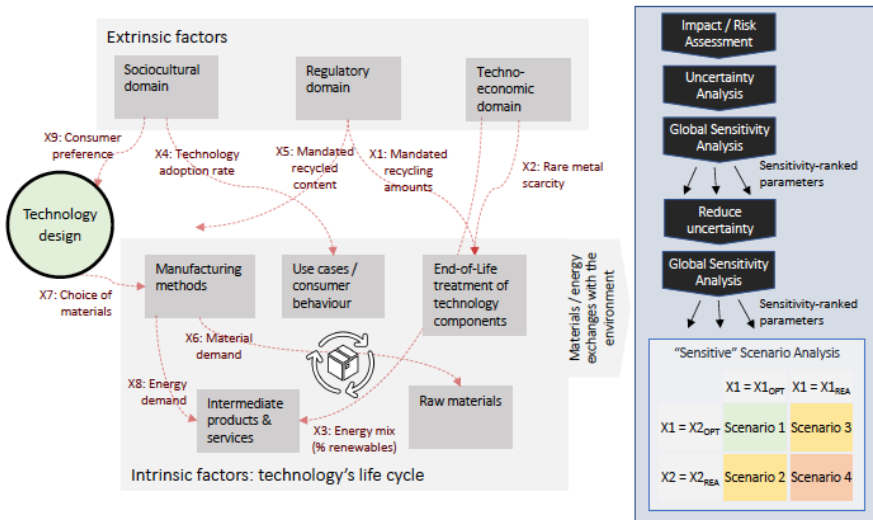 Extrinsic factors
Sociocultural
domain
Regulatory
domain
Techno-
economic
domain
X9: Consumer
preference
X4: Technology
adoption rate
X5: Mandated
recycled
content
X1: Mandated
recycling
amounts
X2: Rare metal
scarcity
Technology
design
X7: Choice of
materials
Manufacturing
methods
Use cases /
consumer
behaviour
End-of-Life
treatment of
technology
components
X6: Material
demand
X8: Energy
demand
Intermediate
products &
services
X3: Energy mix
(% renewables)
Raw materials
Intrinsic factors: technology's life cycle
Materials / energy
exchanges with the
environment
Impact / Risk
Assessment
Uncertainty
Analysis
Global Sensitivity
Analysis
Sensitivity-ranked
parameters
Reduce
uncertainty
Global Sensitivity
Analysis
Sensitivity-ranked
parameters
"Sensitive" Scenario Analysis
X1 = X1OPT X1 = X1REA
X1 = X2OPT Scenario 1 Scenario 3
X2 = X2REA Scenario 2 Scenario 4